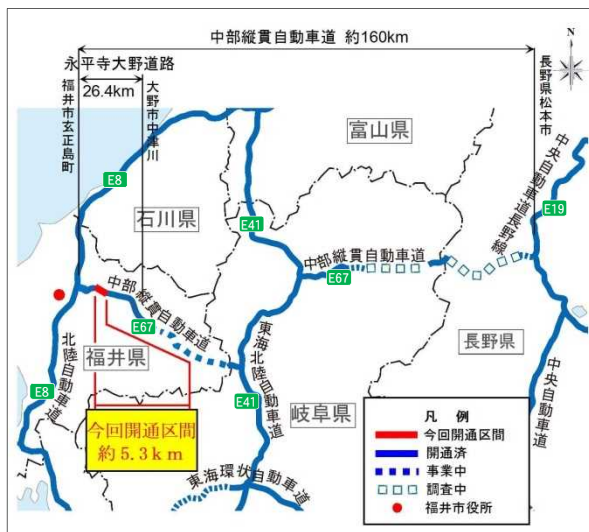 中部縦貫自動車道 約160km
永平寺大野道路
26.4km
福井市玄正島町
大野市中津川
長野県松本市
N
富山県
石川県
E8
E41
E19
中央自動車道長野線
中部縦貫自動車道
E67
中部縦貫自動車道
E67
福井県
長野県
北陸自動車道
E8
東海北陸自動車道
E41
岐阜県
中央自動車道
今回開通区間
約5.3km
東海環状自動車道
凡 例
今回開通区間
開通済
事業中
調査中
福井市役所